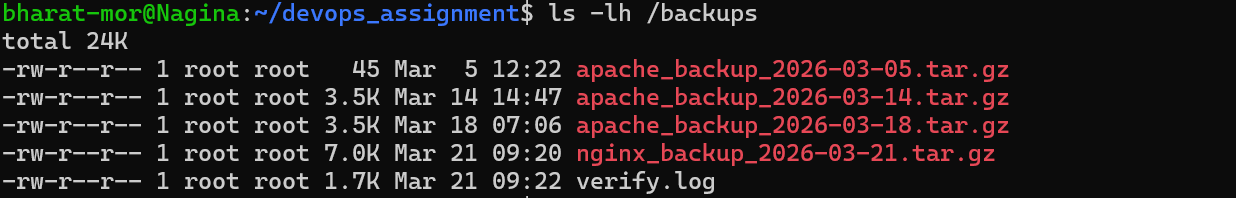 bharat-mor@Nagina:~/devops_assignment$ ls -lh /backups
total 24K
-rw-r--r-- 1 root root   45 Mar  5 12:22 apache_backup_2026-03-05.tar.gz
-rw-r--r-- 1 root root 3.5K Mar 14 14:47 apache_backup_2026-03-14.tar.gz
-rw-r--r-- 1 root root 3.5K Mar 18 07:06 apache_backup_2026-03-18.tar.gz
-rw-r--r-- 1 root root 7.0K Mar 21 09:20 nginx_backup_2026-03-21.tar.gz
-rw-r--r-- 1 root root 1.7K Mar 21 09:22 verify.log